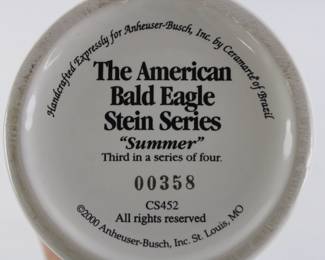 Handcrafted Expressly for Anheuser-Busch, Inc. by Ceramarte of Brazil
The American
Bald Eagle
Stein Series
"Summer"
Third in a series of four.
00358
CS452
All rights reserved
©2000 Anheuser-Busch, Inc. St. Louis, MO